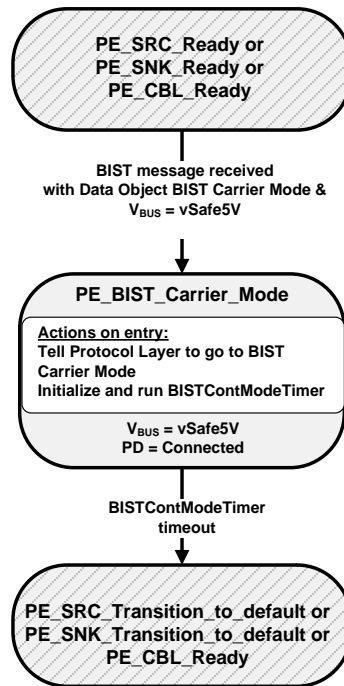 PE_SRC_Ready or
PE_SNK_Ready or
PE_CBL_Ready
BIST message received
with Data Object BIST Carrier Mode &
VBUS = vSafe5V
PE_BIST_Carrier_Mode
Actions on entry:
Tell Protocol Layer to go to BIST
Carrier Mode
Initialize and run BISTContModeTimer
VBUS = vSafe5V
PD = Connected
BISTContModeTimer
timeout
PE_SRC_Transition_to_default or
PE_SNK_Transition_to_default or
PE_CBL_Ready